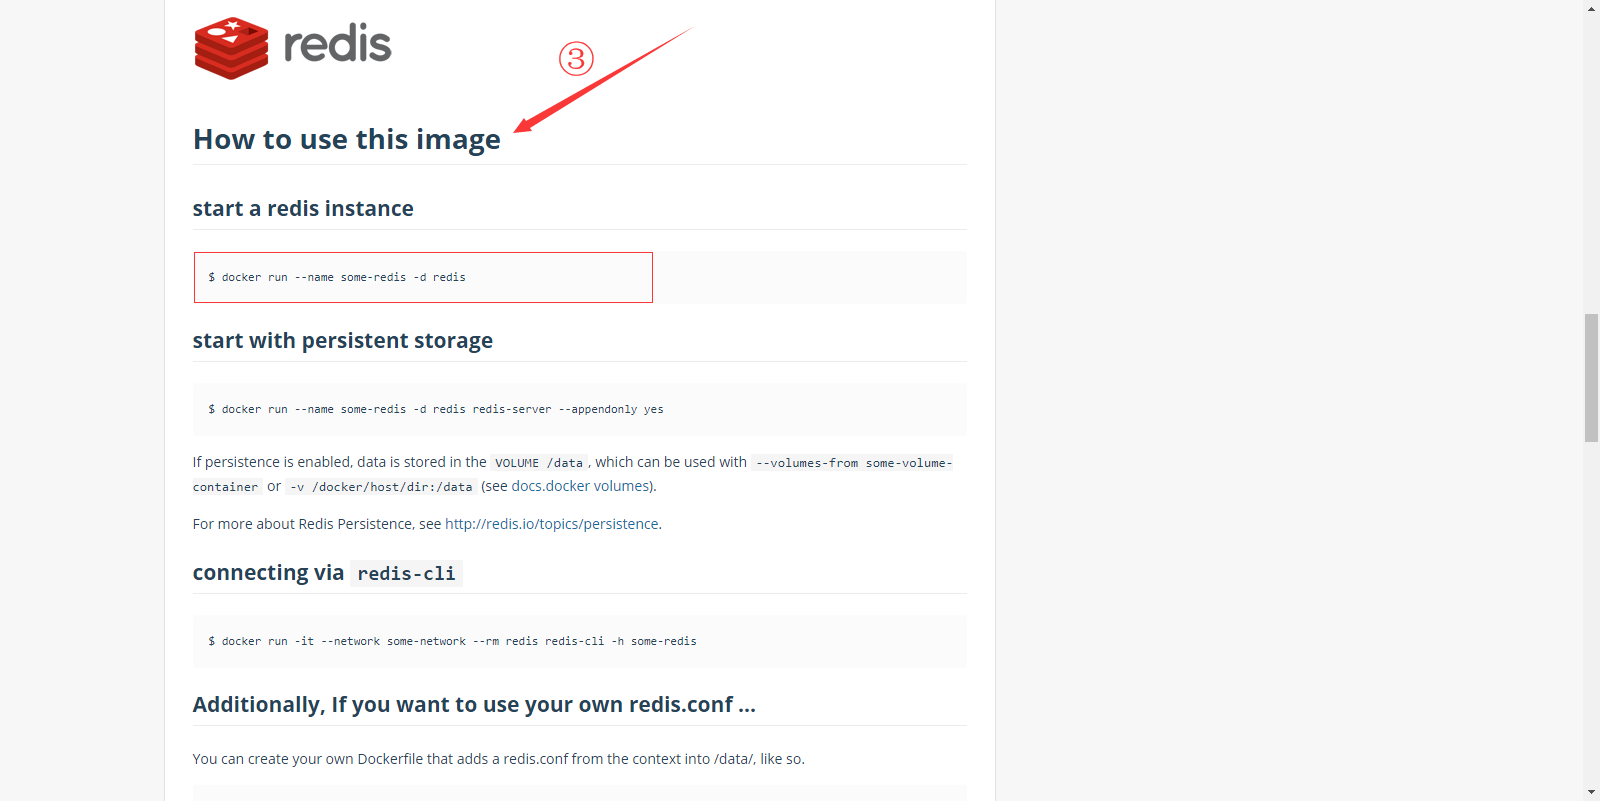 redis
③
How to use this image
start a redis instance
$ docker run --name some-redis -d redis
start with persistent storage
$ docker run --name some-redis -d redis redis-server --appendonly yes
If persistence is enabled, data is stored in the VOLUME /data, which can be used with --volumes-from some-volume-
container or -v /docker/host/dir:/data (see docs.docker volumes).
For more about Redis Persistence, see http://redis.io/topics/persistence.
connecting via redis-cli
$ docker run -it --network some-network --rm redis redis-cli -h some-redis
Additionally, If you want to use your own redis.conf ...
You can create your own Dockerfile that adds a redis.conf from the context into /data/, like so.